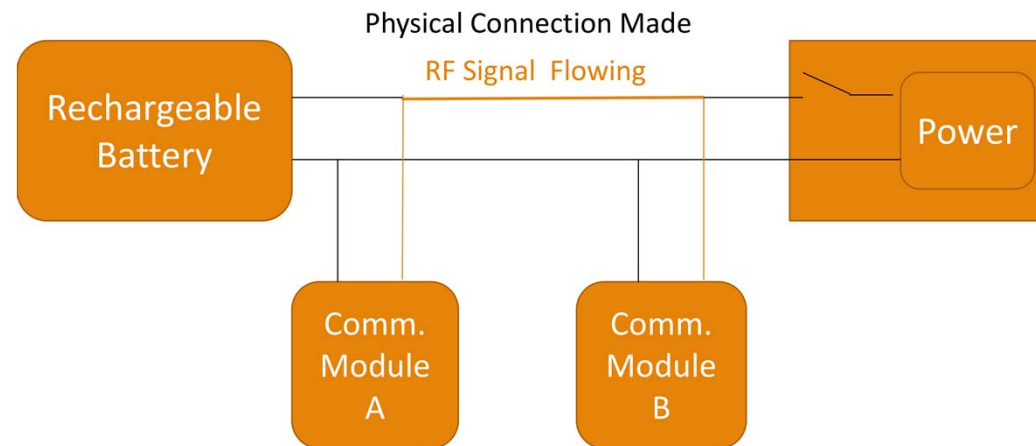 Physical Connection Made
RF Signal Flowing
Rechargeable
Battery
Power
Comm.
Module
A
Comm.
Module
B